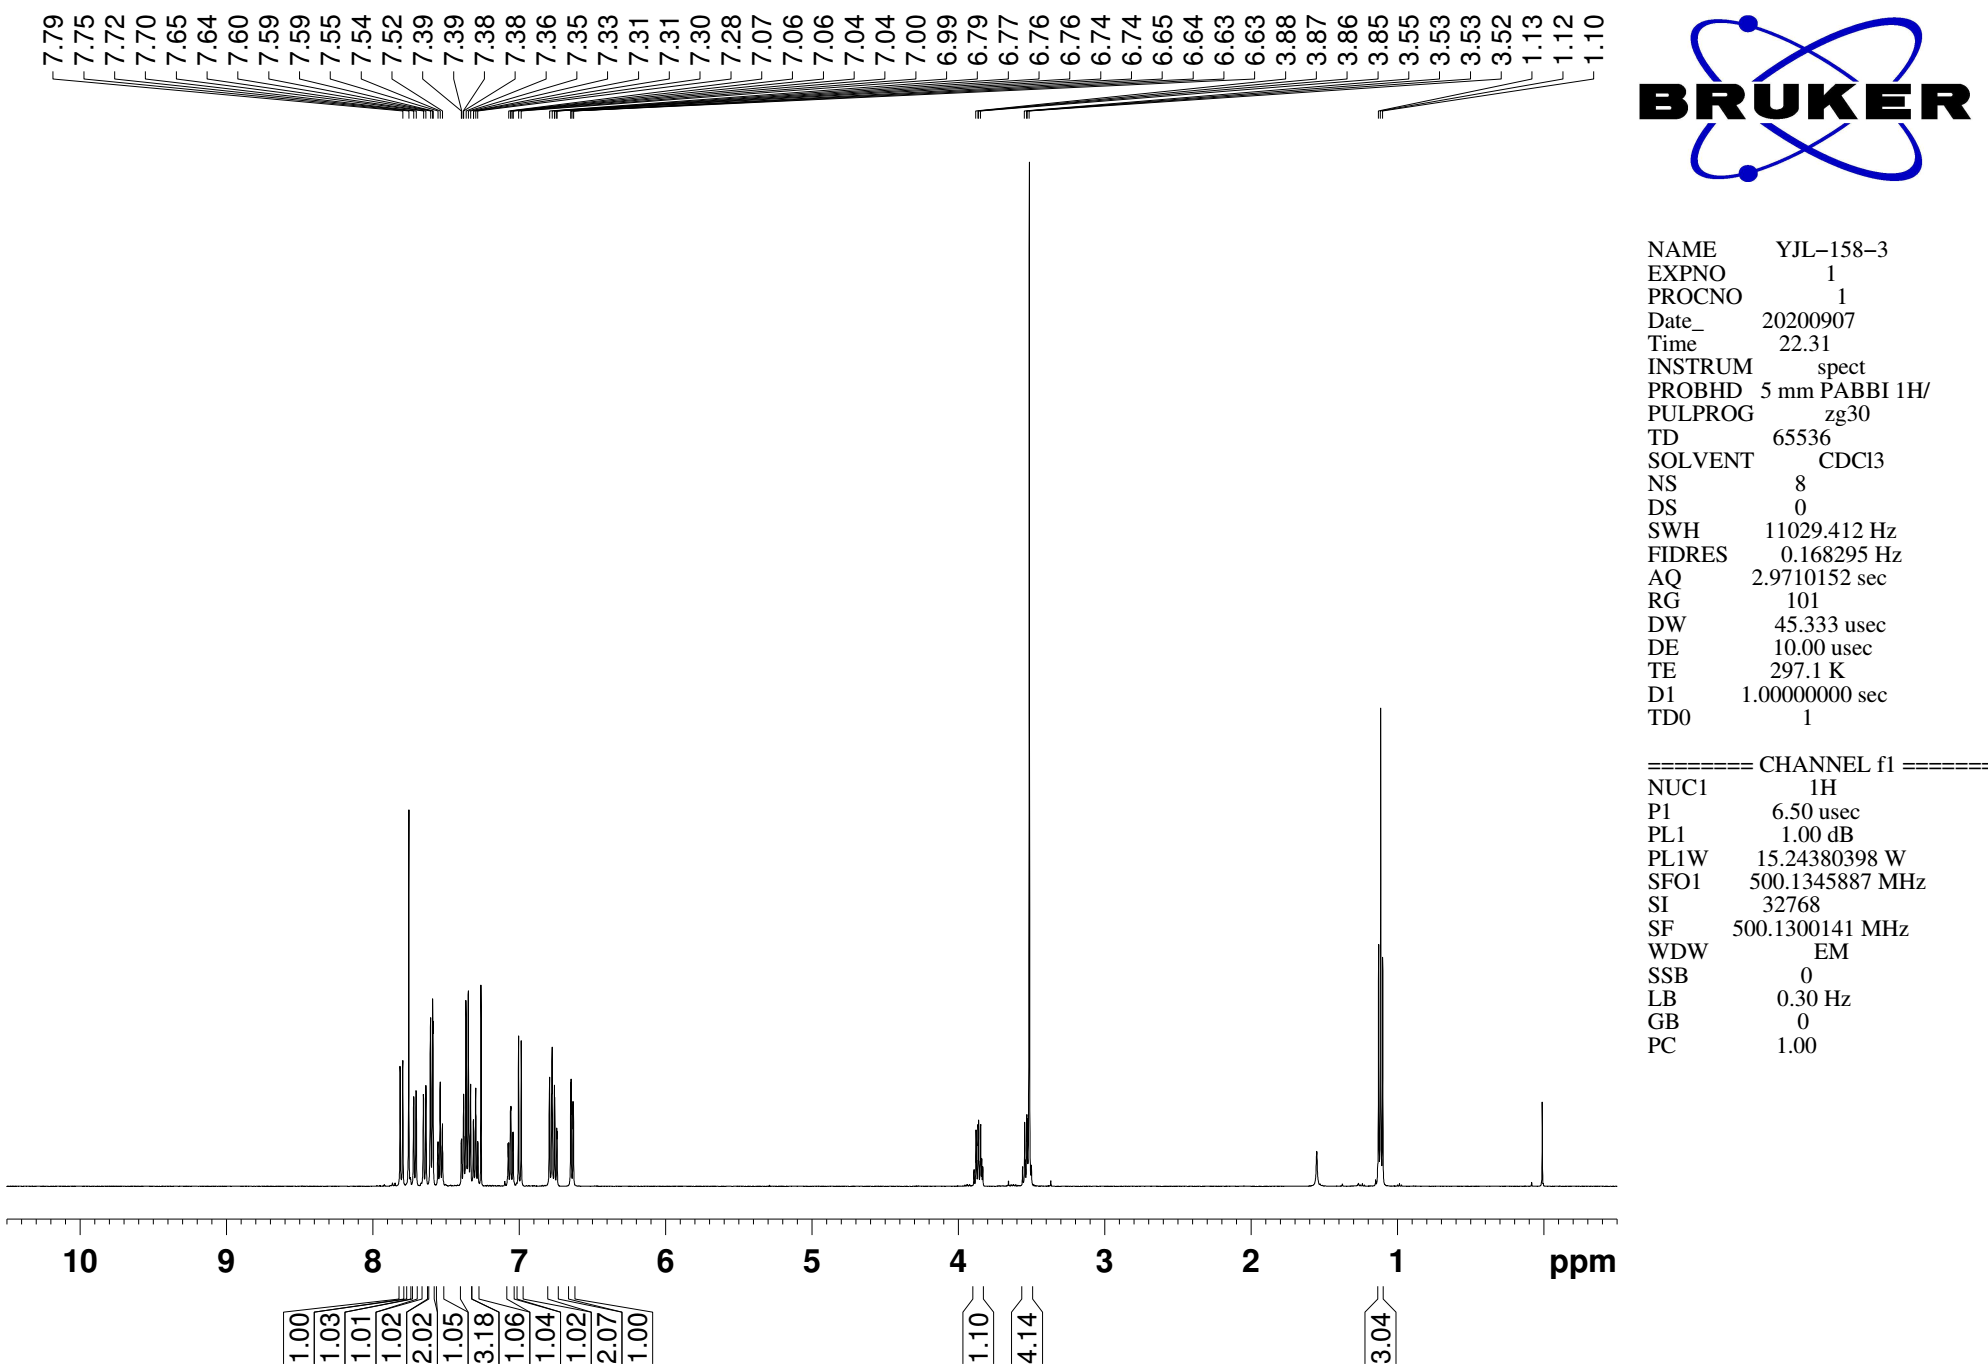 7.79 7.75 7.72 7.70 7.65 7.64 7.60 7.59 7.59 7.55 7.54 7.52 7.39 7.39 7.38 7.38 7.36 7.35 7.33 7.31 7.31 7.30 7.28 7.07 7.06 7.06 7.04 7.04 7.00 6.99 6.79 6.77 6.76 6.76 6.74 6.74 6.65 6.64 6.63 6.63 3.88 3.87 3.86 3.85 3.55 3.53 3.53 3.52 1.13 1.12 1.10
BRUKER
NAME YJL-158-3
EXPNO 1
PROCNO 1
Date_ 20200907
Time 22.31
INSTRUM spect
PROBHD 5 mm PABBI 1H/
PULPROG zg30
TD 65536
SOLVENT CDCl3
NS 8
DS 0
SWH 11029.412 Hz
FIDRES 0.168295 Hz
AQ 2.9710152 sec
RG 101
DW 45.333 usec
DE 10.00 usec
TE 297.1 K
D1 1.00000000 sec
TD0 1
======== CHANNEL f1 =======
NUC1 1H
P1 6.50 usec
PL1 1.00 dB
PL1W 15.24380398 W
SFO1 500.1345887 MHz
SI 32768
SF 500.1300141 MHz
WDW EM
SSB 0
LB 0.30 Hz
GB 0
PC 1.00
10 9 8 7 6 5 4 3 2 1 ppm
1.00 1.03 1.01 1.02 2.02 1.05 3.18 1.06 1.04 1.02 2.07 1.00 1.10 4.14 3.04